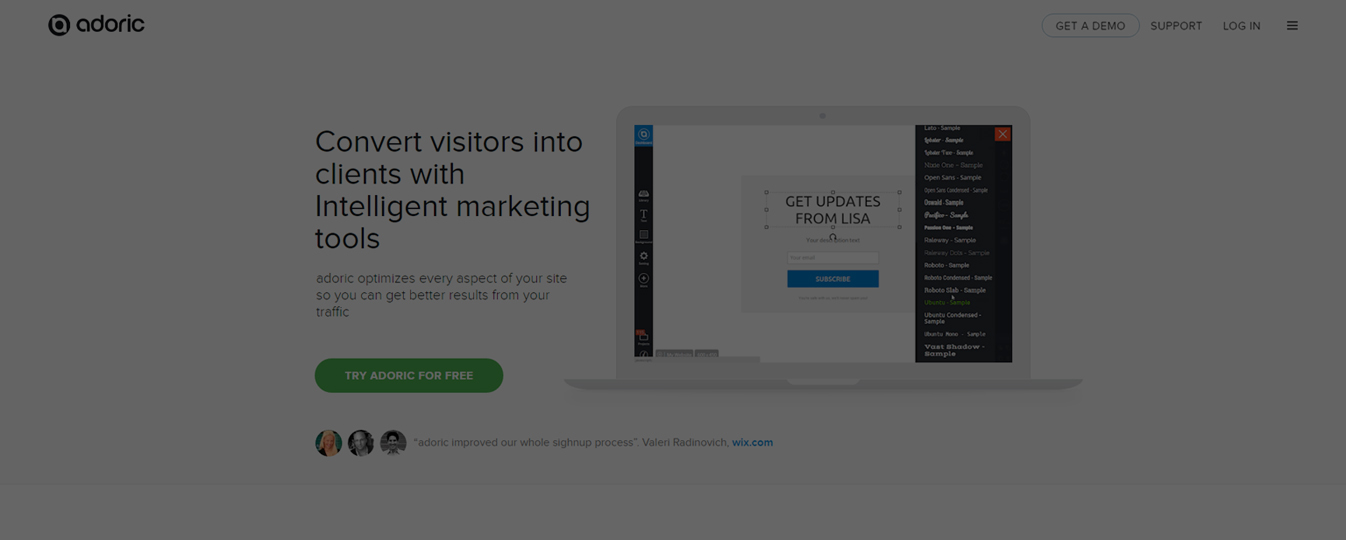 adoric
GET A DEMO
SUPPORT
LOG IN
Convert visitors into
clients with
Intelligent marketing
tools
adoric optimizes every aspect of your site
so you can get better results from your
traffic
TRY ADORIC FOR FREE
“adoric improved our whole sighnup process”. Valeri Radinovich, wix.com
GET UPDATES
FROM LISA
Your description text
SUBSCRIBE
Lato - Sample
Lobster - Sample
Lobster Two - Sample
Nixie One - Sample
Open Sans - Sample
Open Sans Condensed - Sample
Oswald - Sample
Pacifico - Sample
Passion One - Sample
Raleway - Sample
Raleway Dots - Sample
Roboto - Sample
Roboto Condensed - Sample
Roboto Slab - Sample
Ubuntu - Sample
Ubuntu Condensed -
Sample
Ubuntu Mono - Sample
Vast Shadow -
Sample